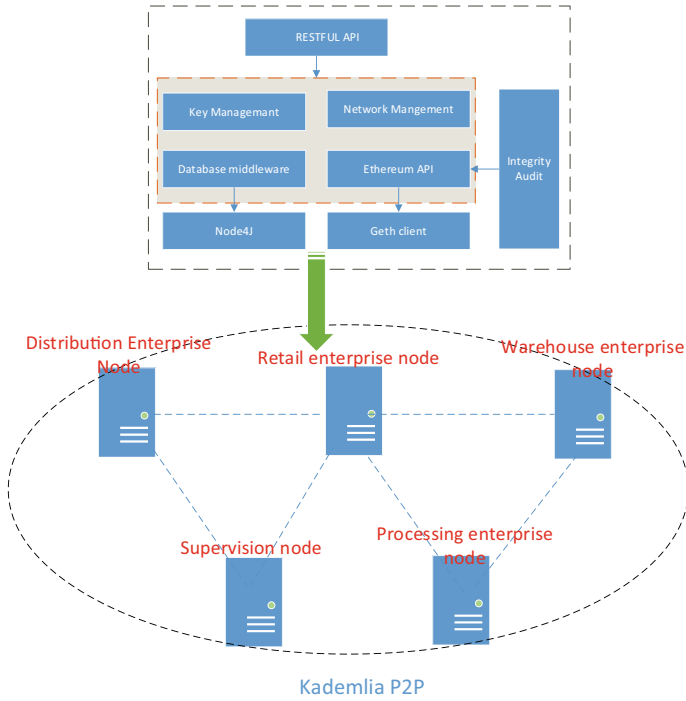 RESTFUL API
Key Managemant
Network Mangement
Database middleware
Ethereum API
Integrity
Audit
Node4J
Geth client
Distribution Enterprise
Node
Retail enterprise node
Warehouse enterprise
node
Supervision node
Processing enterprise
node
Kademlia P2P